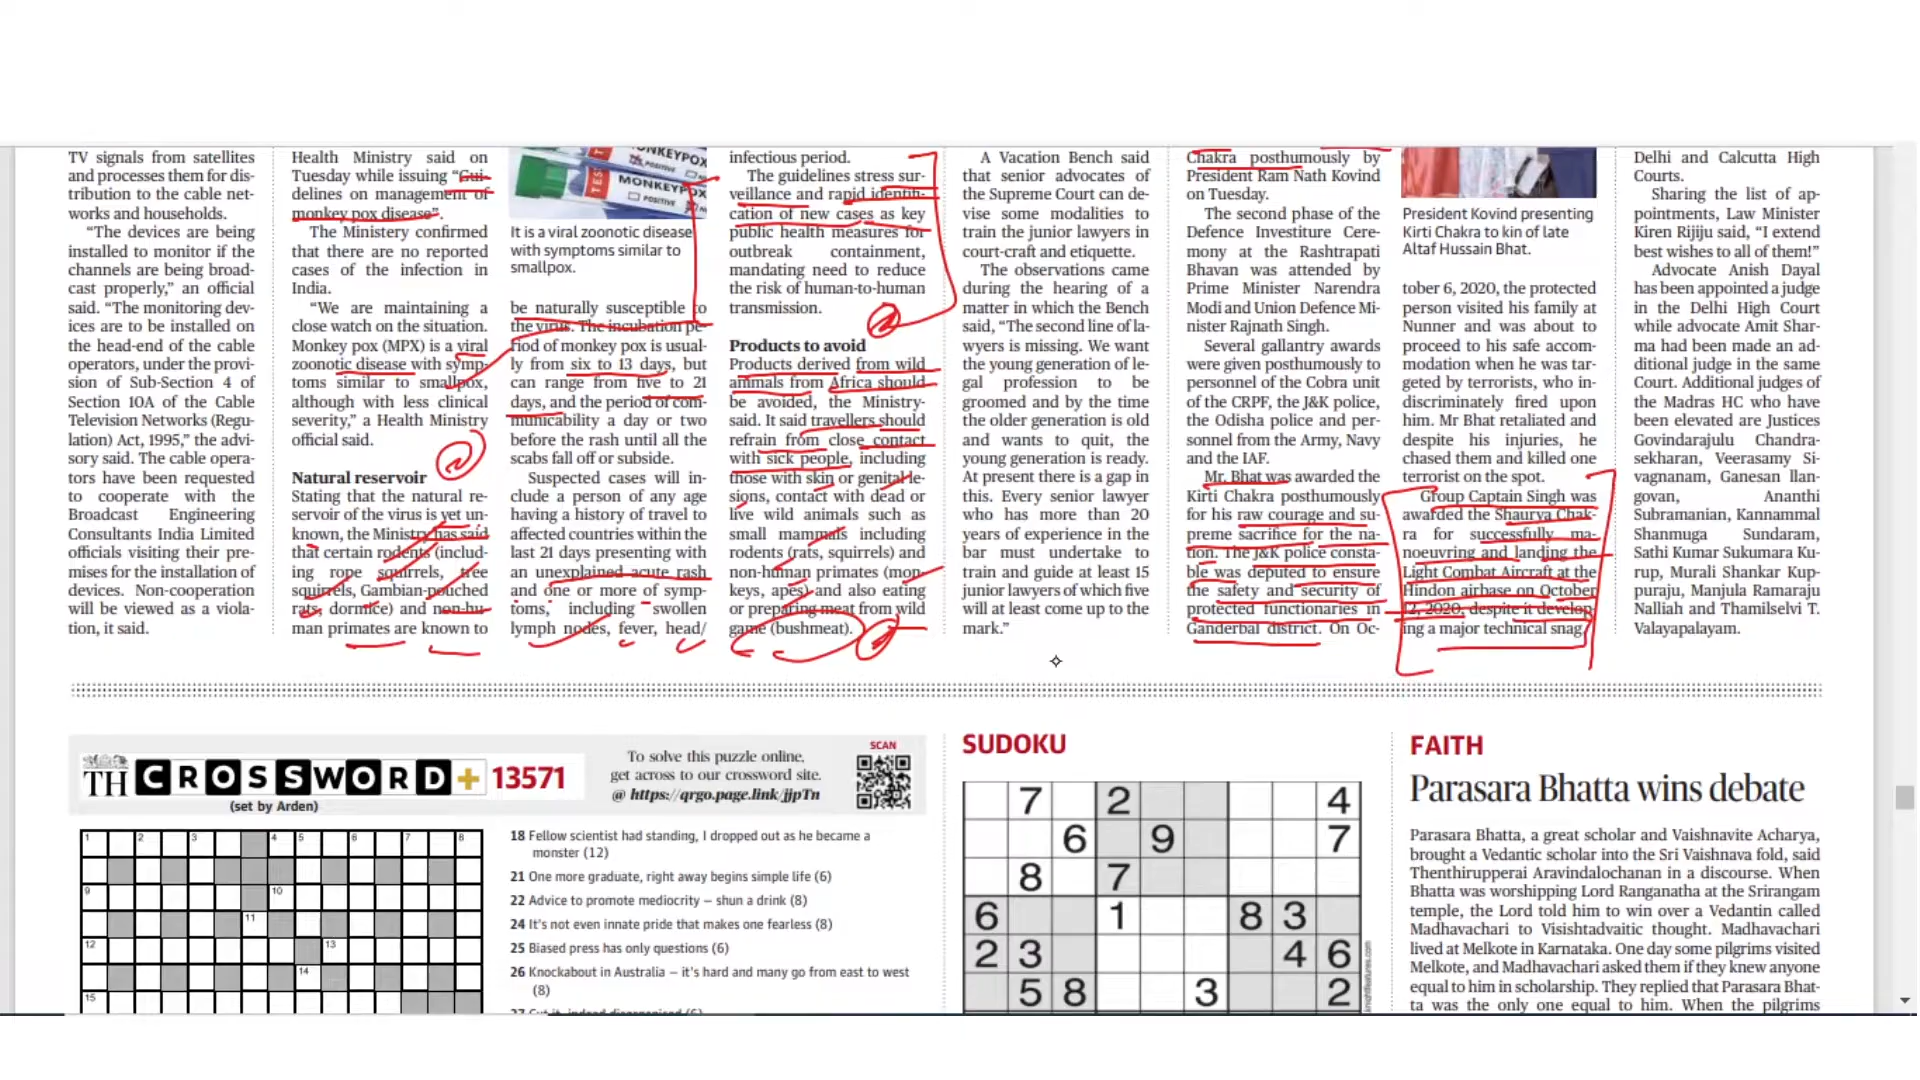 TV signals from satellites
and processes them for dis-
tribution to the cable net-
works and households.
“The devices are being
installed to monitor if the
channels are being broad-
cast properly,” an official
said. “The monitoring dev-
ices are to be installed on
the head-end of the cable
operators, under the provi-
sion of Sub-Section 4 of
Section 10A of the Cable
Television Networks (Regu-
lation) Act, 1995,” the advi-
sory said. The cable opera-
tors have been requested
to cooperate with the
Broadcast Engineering
Consultants India Limited
officials visiting their pre-
mises for the installation of
devices. Non-cooperation
will be viewed as a viola-
tion, it said.
Health Ministry said on
Tuesday while issuing “Gui-
delines on management of
monkey pox disease”.
The Ministery confirmed
that there are no reported
cases of the infection in
India.
“We are maintaining a
close watch on the situation.
Monkey pox (MPX) is a viral
zoonotic disease with symp-
toms similar to smallpox,
although with less clinical
severity,” a Health Ministry
official said.
Natural reservoir
Stating that the natural re-
servoir of the virus is yet un-
known, the Ministry has said
that certain rodents (includ-
ing rope squirrels, tree
squirrels, Gambian-pouched
rats, dormice) and non-hu-
man primates are known to
TES
MONKEYPOX
POSITIVE
MONKEYPOX
POSITIVE
It is a viral zoonotic disease
with symptoms similar to
smallpox.
be naturally susceptible to
the virus. The incubation pe-
riod of monkey pox is usual-
ly from six to 13 days, but
can range from five to 21
days, and the period of com-
municability a day or two
before the rash until all the
scabs fall off or subside.
Suspected cases will in-
clude a person of any age
having a history of travel to
affected countries within the
last 21 days presenting with
an unexplained acute rash
and one or more of symp-
toms, including swollen
lymph nodes, fever, head/
infectious period.
The guidelines stress sur-
veillance and rapid identifi-
cation of new cases as key
public health measures for
outbreak containment,
mandating need to reduce
the risk of human-to-human
transmission.
Products to avoid
Products derived from wild
animals from Africa should
be avoided, the Ministry-
said. It said travellers should
refrain from close contact
with sick people, including
those with skin or genital le-
sions, contact with dead or
live wild animals such as
small mammals including
rodents (rats, squirrels) and
non-human primates (mon-
keys, apes) and also eating
or preparing meat from wild
game (bushmeat).
A Vacation Bench said
that senior advocates of
the Supreme Court can de-
vise some modalities to
train the junior lawyers in
court-craft and etiquette.
The observations came
during the hearing of a
matter in which the Bench
said, “The second line of la-
wyers is missing. We want
the young generation of le-
gal profession to be
groomed and by the time
the older generation is old
and wants to quit, the
young generation is ready.
At present there is a gap in
this. Every senior lawyer
who has more than 20
years of experience in the
bar must undertake to
train and guide at least 15
junior lawyers of which five
will at least come up to the
mark.”
Chakra posthumously by
President Ram Nath Kovind
on Tuesday.
The second phase of the
Defence Investiture Cere-
mony at the Rashtrapati
Bhavan was attended by
Prime Minister Narendra
Modi and Union Defence Mi-
nister Rajnath Singh.
Several gallantry awards
were given posthumously to
personnel of the Cobra unit
of the CRPF, the J&K police,
the Odisha police and per-
sonnel from the Army, Navy
and the IAF.
Mr. Bhat was awarded the
Kirti Chakra posthumously
for his raw courage and su-
preme sacrifice for the na-
tion. The J&K police consta-
ble was deputed to ensure
the safety and security of
protected functionaries in
Ganderbal district. On Oc-
President Kovind presenting
Kirti Chakra to kin of late
Altaf Hussain Bhat.
tober 6, 2020, the protected
person visited his family at
Nunner and was about to
proceed to his safe accom-
modation when he was tar-
geted by terrorists, who in-
discriminately fired upon
him. Mr Bhat retaliated and
despite his injuries, he
chased them and killed one
terrorist on the spot.
Group Captain Singh was
awarded the Shaurya Chak-
ra for successfully ma-
noeuvring and landing the
Light Combat Aircraft at the
Hindon airbase on October
12, 2020, despite it develop-
ing a major technical snag.
Delhi and Calcutta High
Courts.
Sharing the list of ap-
pointments, Law Minister
Kiren Rijiju said, “I extend
best wishes to all of them!”
Advocate Anish Dayal
has been appointed a judge
in the Delhi High Court
while advocate Amit Shar-
ma had been made an ad-
ditional judge in the same
Court. Additional judges of
the Madras HC who have
been elevated are Justices
Govindarajulu Chandra-
sekharan, Veerasamy Si-
vagnanam, Ganesan Ilan-
govan, Ananthi
Subramanian, Kannammal
Shanmuga Sundaram,
Sathi Kumar Sukumara Ku-
rup, Murali Shankar Kup-
puraju, Manjula Ramaraju
Nalliah and Thamilselvi T.
Valayapalayam.
TH CROSSWORD+ 13571
(set by Arden)
To solve this puzzle online,
get across to our crossword site.
@ https://qrgo.page.link/jjpTn
SCAN
1 2 3 4 5 6 7 8
9 10
11
12 13
14
15
18 Fellow scientist had standing, I dropped out as he became a
monster (12)
21 One more graduate, right away begins simple life (6)
22 Advice to promote mediocrity – shun a drink (8)
24 It's not even innate pride that makes one fearless (8)
25 Biased press has only questions (6)
26 Knockabout in Australia – it's hard and many go from east to west
(8)
SUDOKU
7 2 4
6 9 7
8 7
6 1 8 3
2 3 4 6
5 8 3 2
FAITH
Parasara Bhatta wins debate
Parasara Bhatta, a great scholar and Vaishnavite Acharya,
brought a Vedantic scholar into the Sri Vaishnava fold, said
Thenthirupperai Aravindalochanan in a discourse. When
Bhatta was worshipping Lord Ranganatha at the Srirangam
temple, the Lord told him to win over a Vedantin called
Madhavachari to Visishtadvaitic thought. Madhavachari
lived at Melkote in Karnataka. One day some pilgrims visited
Melkote, and Madhavachari asked them if they knew anyone
equal to him in scholarship. They replied that Parasara Bhat-
ta was the only one equal to him. When the pilgrims